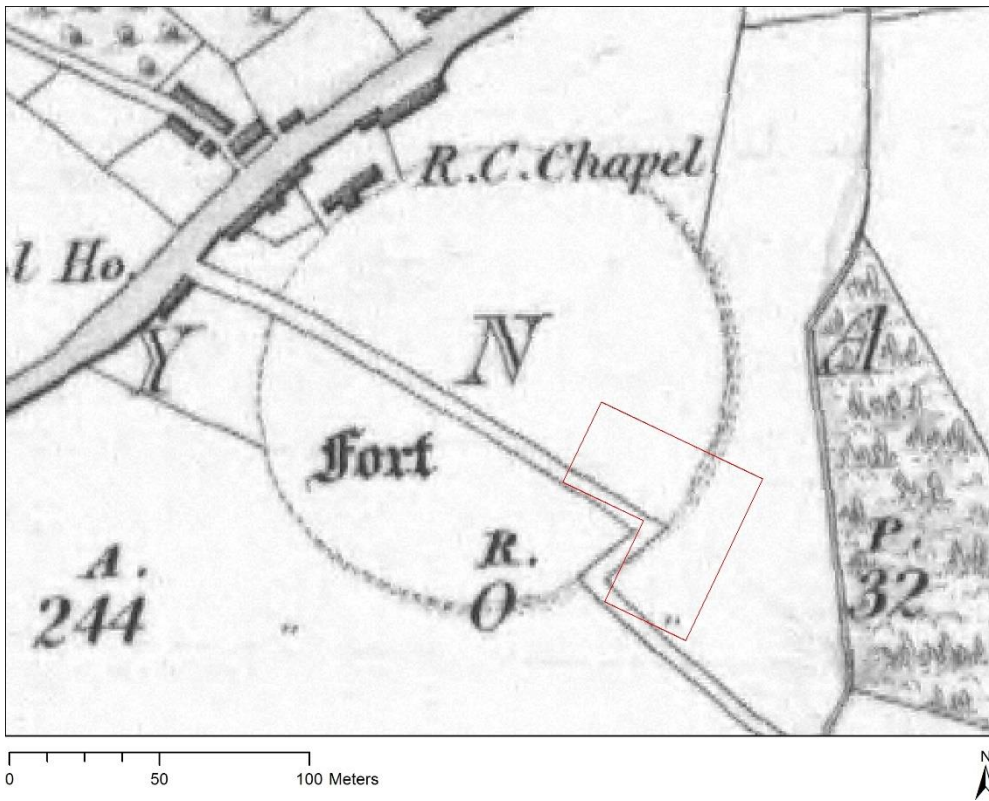 R.C.Chapel
l Ho.
Y
N
A
Fort
R.
O
A.
244
P.
32
0 50 100 Meters
N